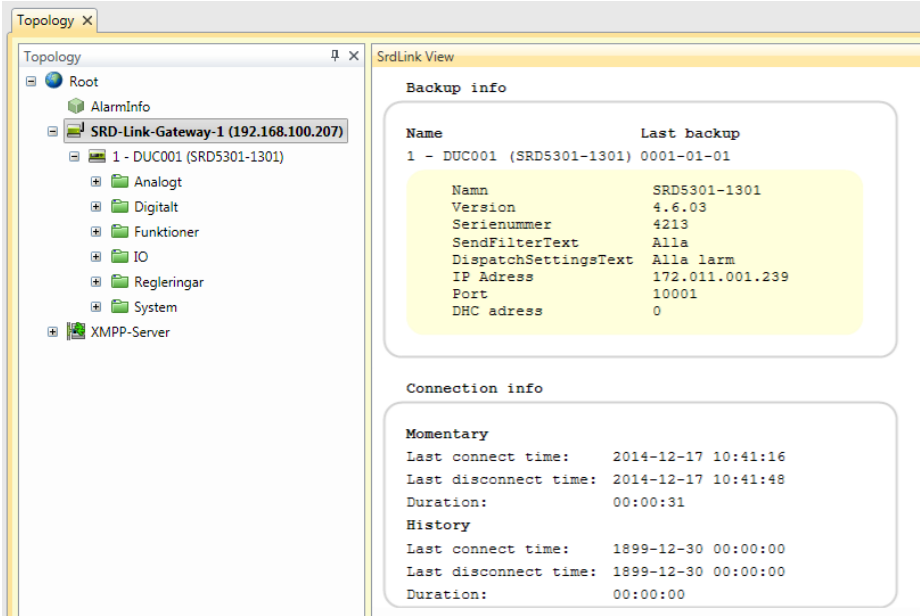 Topology
Topology
Root
AlarmInfo
SRD-Link-Gateway-1 (192.168.100.207)
1 - DUC001 (SRD5301-1301)
Analogt
Digitalt
Funktioner
IO
Regleringar
System
XMPP-Server
SrdLink View
Backup info
Name Last backup
1 - DUC001 (SRD5301-1301) 0001-01-01
Namn SRD5301-1301
Version 4.6.03
Serienummer 4213
SendFilterText Alla
DispatchSettingsText Alla larm
IP Adress 172.011.001.239
Port 10001
DHC adress 0
Connection info
Momentary
Last connect time: 2014-12-17 10:41:16
Last disconnect time: 2014-12-17 10:41:48
Duration: 00:00:31
History
Last connect time: 1899-12-30 00:00:00
Last disconnect time: 1899-12-30 00:00:00
Duration: 00:00:00